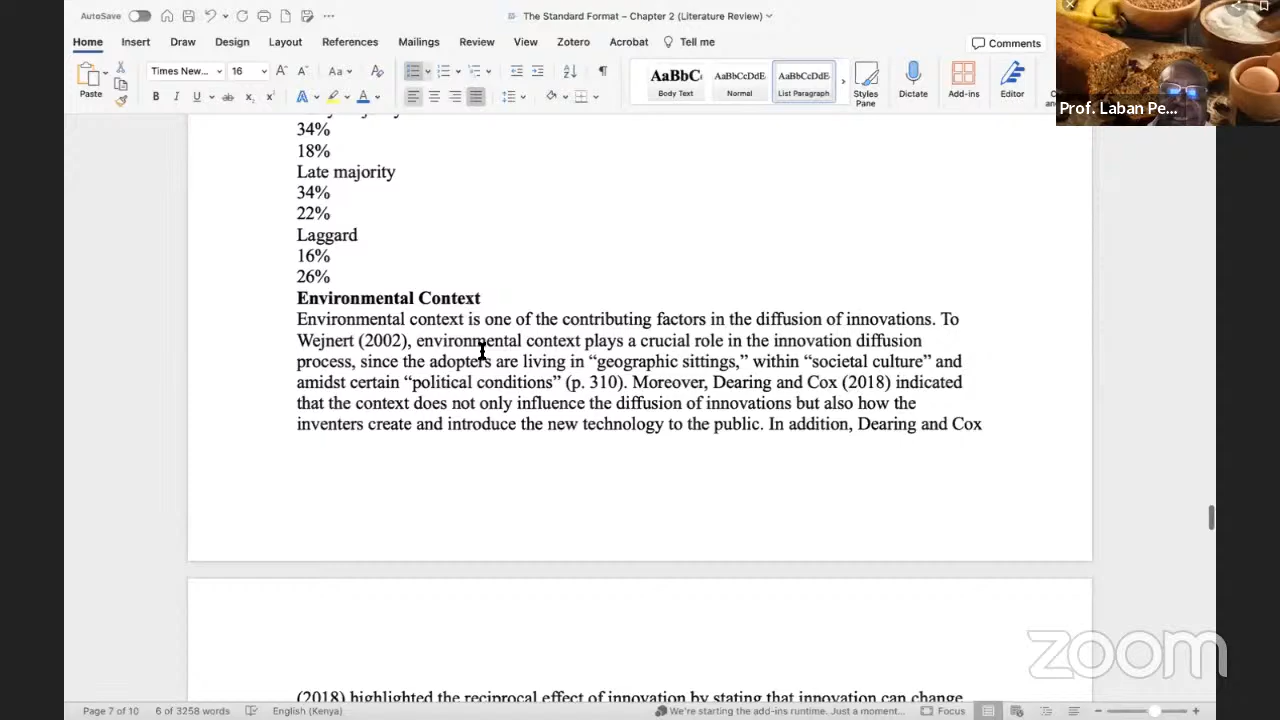 AutoSave
The Standard Format – Chapter 2 (Literature Review)
Home Insert Draw Design Layout References Mailings Review View Zotero Acrobat Tell me
Comments
Paste
Times New... 16
Aa
AaBbC AaBbCcDdE AaBbCcDdE
Body Text Normal List Paragraph
Styles Pane
Dictate
Add-ins
Editor
Prof. Laban Pe...
34%
18%
Late majority
34%
22%
Laggard
16%
26%
Environmental Context
Environmental context is one of the contributing factors in the diffusion of innovations. To
Wejnert (2002), environmental context plays a crucial role in the innovation diffusion
process, since the adopters are living in “geographic sittings,” within “societal culture” and
amidst certain “political conditions” (p. 310). Moreover, Dearing and Cox (2018) indicated
that the context does not only influence the diffusion of innovations but also how the
inventers create and introduce the new technology to the public. In addition, Dearing and Cox
(2018) highlighted the reciprocal effect of innovation by stating that innovation can change
zoom
Page 7 of 10 6 of 3258 words English (Kenya) We're starting the add-ins runtime. Just a moment... Focus